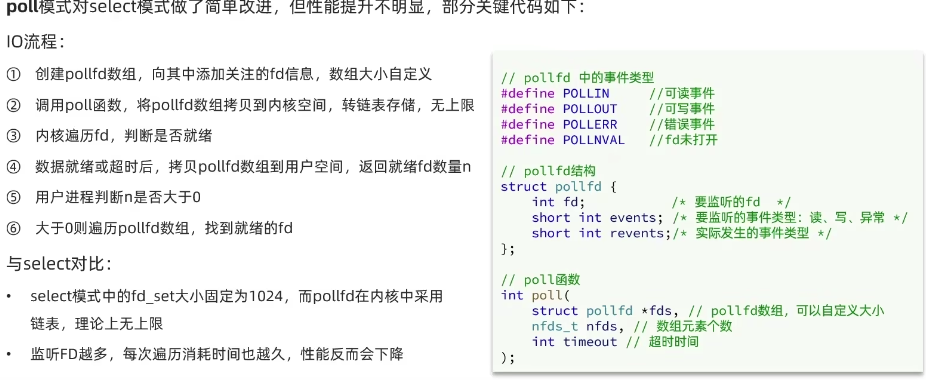 poll模式对select模式做了简单改进，但性能提升不明显，部分关键代码如下：
IO流程：
① 创建pollfd数组，向其中添加关注的fd信息，数组大小自定义
② 调用poll函数，将pollfd数组拷贝到内核空间，转链表存储，无上限
③ 内核遍历fd，判断是否就绪
④ 数据就绪或超时后，拷贝pollfd数组到用户空间，返回就绪fd数量n
⑤ 用户进程判断n是否大于0
⑥ 大于0则遍历pollfd数组，找到就绪的fd
与select对比：
• select模式中的fd_set大小固定为1024，而pollfd在内核中采用
链表，理论上无上限
• 监听FD越多，每次遍历消耗时间也越久，性能反而会下降
// pollfd 中的事件类型
#define POLLIN     //可读事件
#define POLLOUT    //可写事件
#define POLLERR    //错误事件
#define POLLNVAL   //fd未打开
// pollfd结构
struct pollfd {
    int fd;           /* 要监听的fd  */
    short int events; /* 要监听的事件类型：读、写、异常 */
    short int revents;/* 实际发生的事件类型 */
};
// poll函数
int poll(
    struct pollfd *fds, // pollfd数组，可以自定义大小
    nfds_t nfds, // 数组元素个数
    int timeout // 超时时间
);